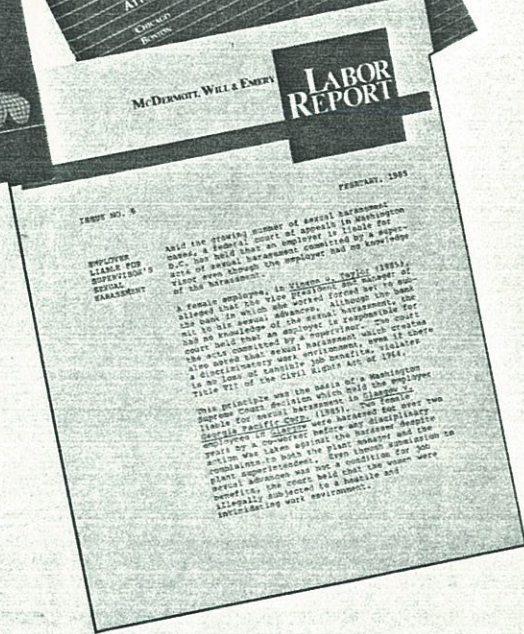 CHICAGO
BOSTON
MCDERMOTT, WILL & EMERY
LABOR
REPORT
FEBRUARY, 1985
ISSUE NO. 6
EMPLOYER
LIABLE FOR
SUPERVISOR'S
SEXUAL
HARASSMENT
Amid the growing number of sexual harassment
cases, a federal court of appeals in Washington
D.C. has held that an employer is liable for
acts of sexual harassment committed by a super-
visor even though the employer had no knowledge
of the harassment.
A female employee, in Vinson v. Taylor (1985),
alleged that the vice president and manager of
the bank in which she worked forced her to sub-
mit to his sexual advances. Although the bank
had no knowledge of the sexual harassment, the
court held that an employer is responsible for
the acts committed by a supervisor. The court
also noted that sexual harassment which creates
a discriminatory work environment, even if there
is no loss of tangible job benefits, violates
Title VII of the Civil Rights Act of 1964.
This principle was the basis of a Washington
Supreme Court decision which held the employer
liable for sexual harassment in Glasgow v.
Georgia Pacific Corp. (1985). Two female
employees in Glasgow were harassed for over two
years by a co-worker before any disciplinary
action was taken against the harasser despite
complaints to both the plant manager and the
plant superintendent. Even though submission to
sexual advances was not a condition for job
benefits, the court held that the women were
illegally subjected to a hostile and
intimidating work environment.